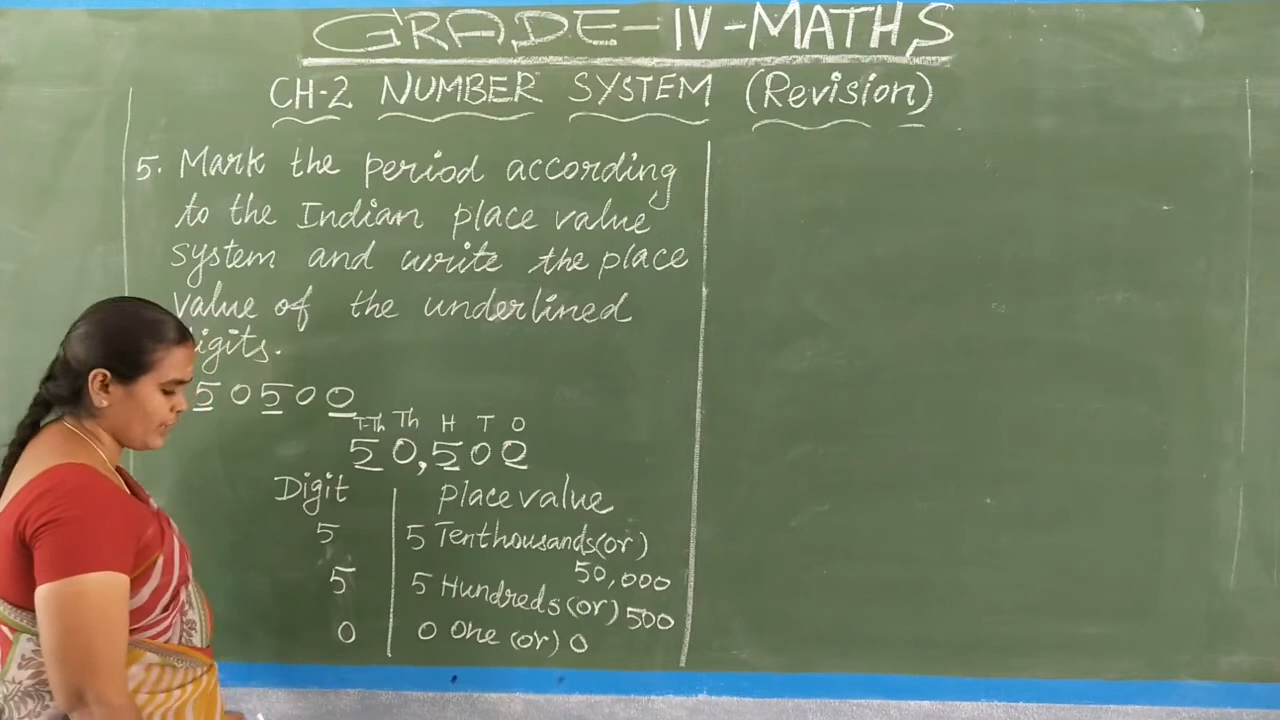 GRADE-IV-MATHS
CH-2 NUMBER SYSTEM (Revision)
5. Mark the period according
to the Indian place value
system and write the place
value of the underlined
igits.
50500
T-Th Th H T O
50,500
Digit Place value
5 5 Tenthousands(or)
50,000
5 5 Hundreds(or) 500
0 0 One (or) 0